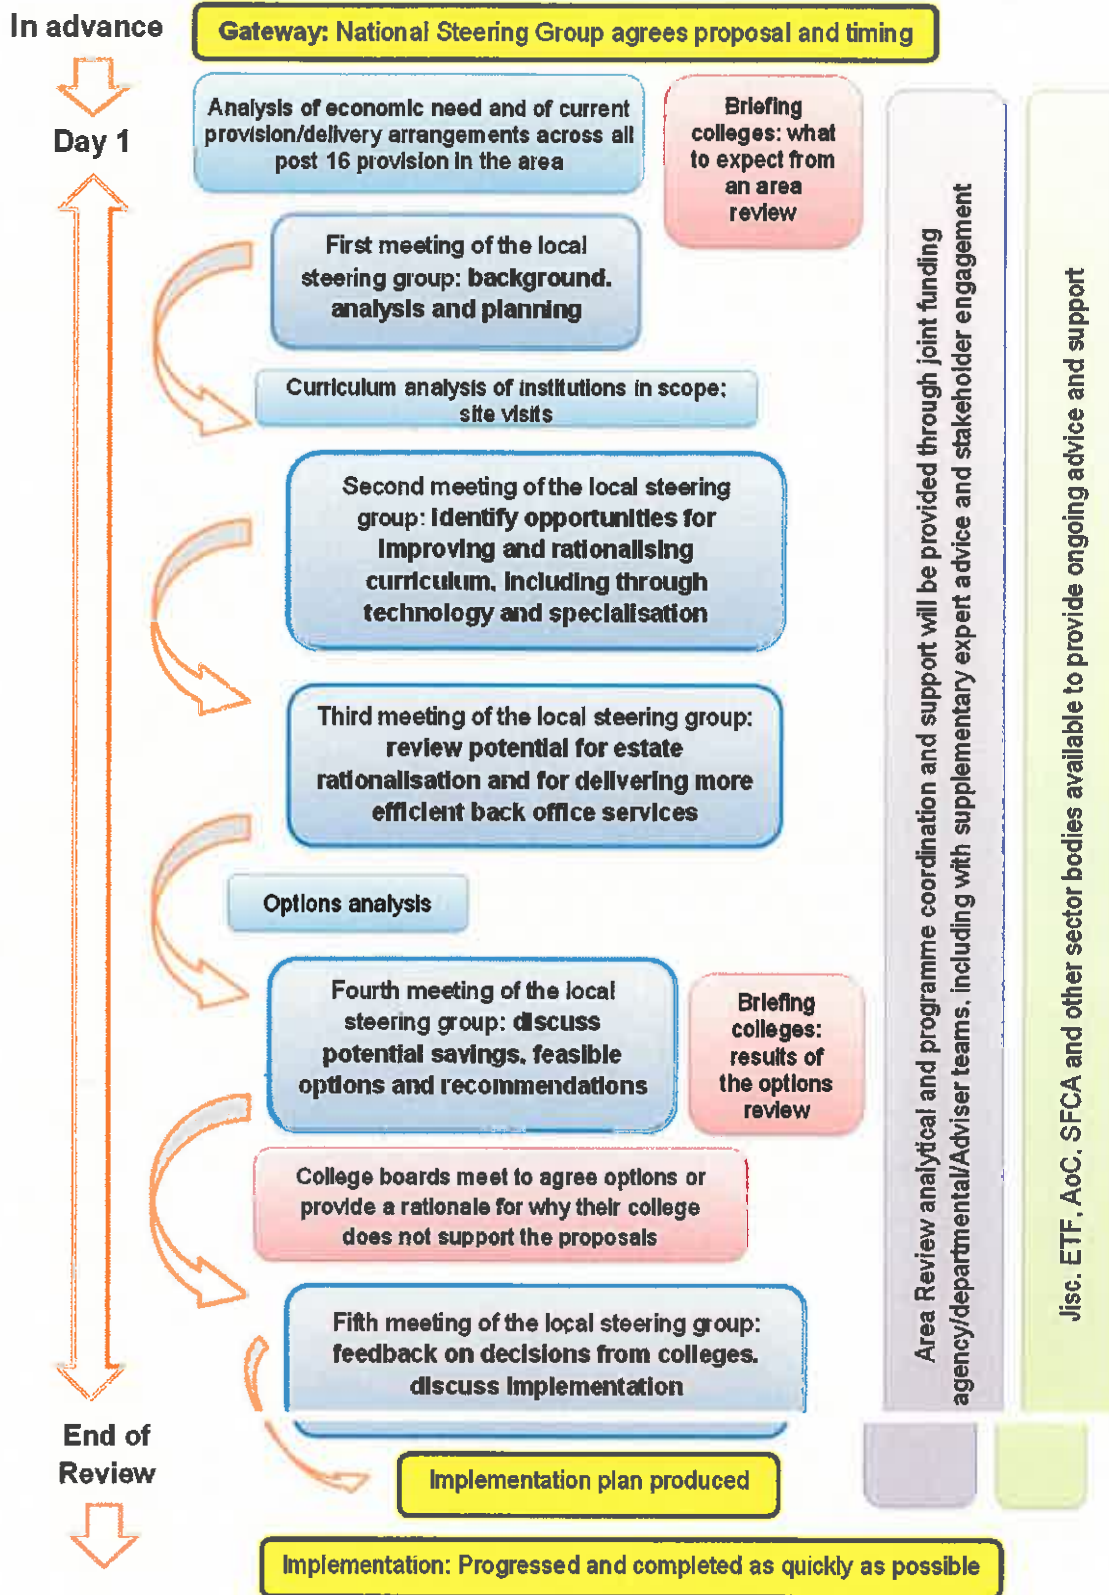 In advance
Gateway: National Steering Group agrees proposal and timing
Day 1
Analysis of economic need and of current
provision/delivery arrangements across all
post 16 provision in the area
Briefing
colleges: what
to expect from
an area
review
First meeting of the local
steering group: background,
analysis and planning
Curriculum analysis of institutions in scope;
site visits
Second meeting of the local steering
group: identify opportunities for
improving and rationalising
curriculum, including through
technology and specialisation
Third meeting of the local steering group:
review potential for estate
rationalisation and for delivering more
efficient back office services
Options analysis
Fourth meeting of the local
steering group: discuss
potential savings, feasible
options and recommendations
Briefing
colleges:
results of
the options
review
College boards meet to agree options or
provide a rationale for why their college
does not support the proposals
Fifth meeting of the local steering group:
feedback on decisions from colleges,
discuss implementation
End of
Review
Implementation plan produced
Implementation: Progressed and completed as quickly as possible
Area Review analytical and programme coordination and support will be provided through joint funding
agency/departmental/Adviser teams, including with supplementary expert advice and stakeholder engagement
Jisc, ETF, AoC, SFCA and other sector bodies available to provide ongoing advice and support